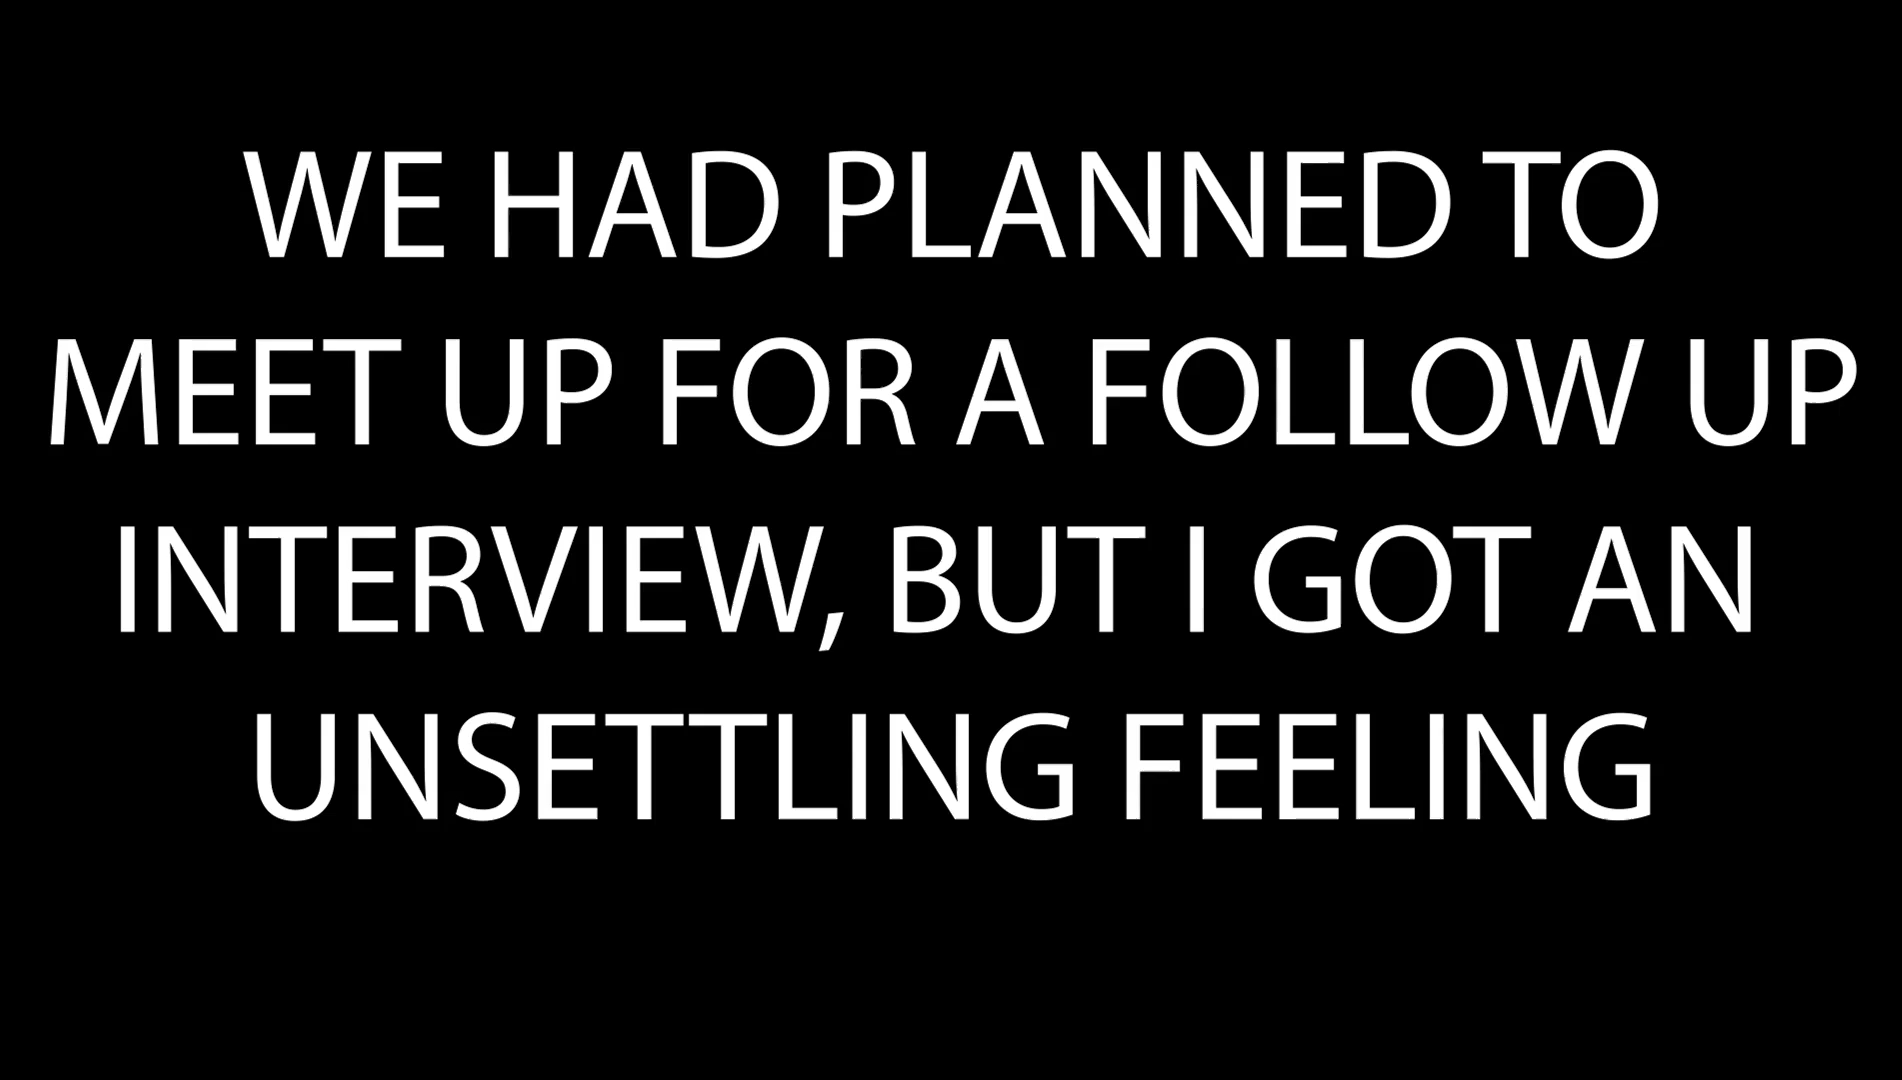 WE HAD PLANNED TO
MEET UP FOR A FOLLOW UP
INTERVIEW, BUT I GOT AN
UNSETTLING FEELING